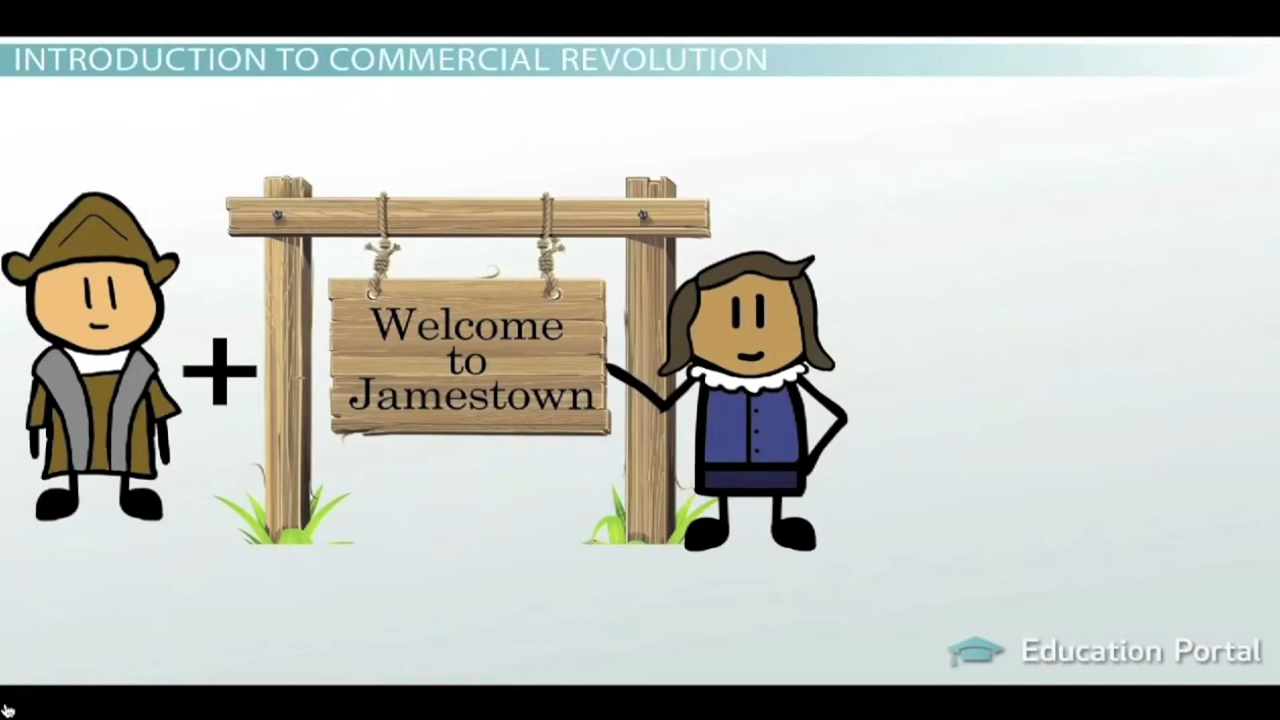 INTRODUCTION TO COMMERCIAL REVOLUTION
+
Welcome
to
Jamestown
Education Portal